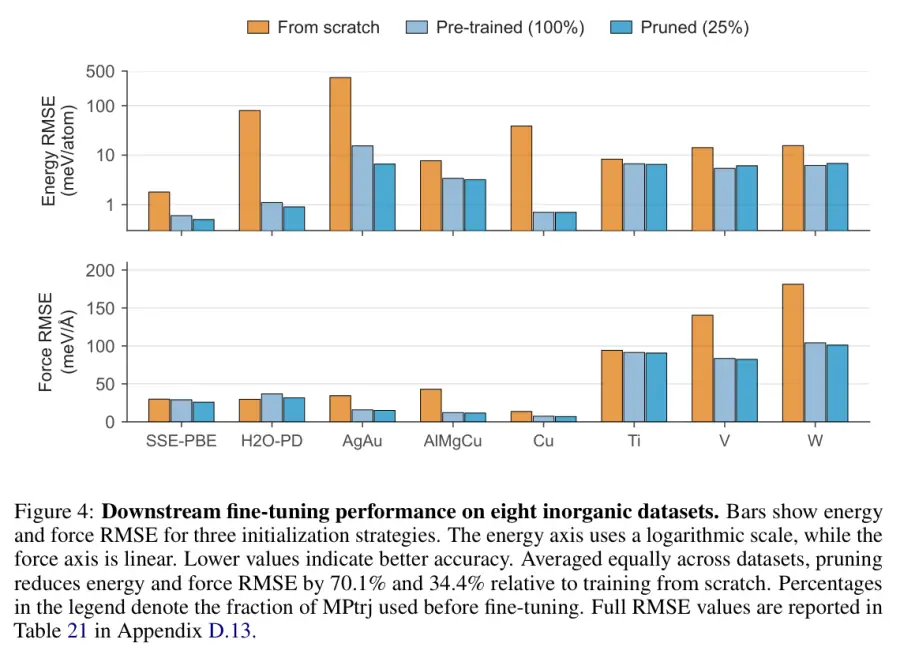 From scratch Pre-trained (100%) Pruned (25%)
Energy RMSE
(meV/atom)
500
100
10
1
Force RMSE
(meV/Å)
200
150
100
50
0
SSE-PBE H2O-PD AgAu AlMgCu Cu Ti V W
Figure 4: Downstream fine-tuning performance on eight inorganic datasets. Bars show energy
and force RMSE for three initialization strategies. The energy axis uses a logarithmic scale, while the
force axis is linear. Lower values indicate better accuracy. Averaged equally across datasets, pruning
reduces energy and force RMSE by 70.1% and 34.4% relative to training from scratch. Percentages
in the legend denote the fraction of MPtrj used before fine-tuning. Full RMSE values are reported in
Table 21 in Appendix D.13.